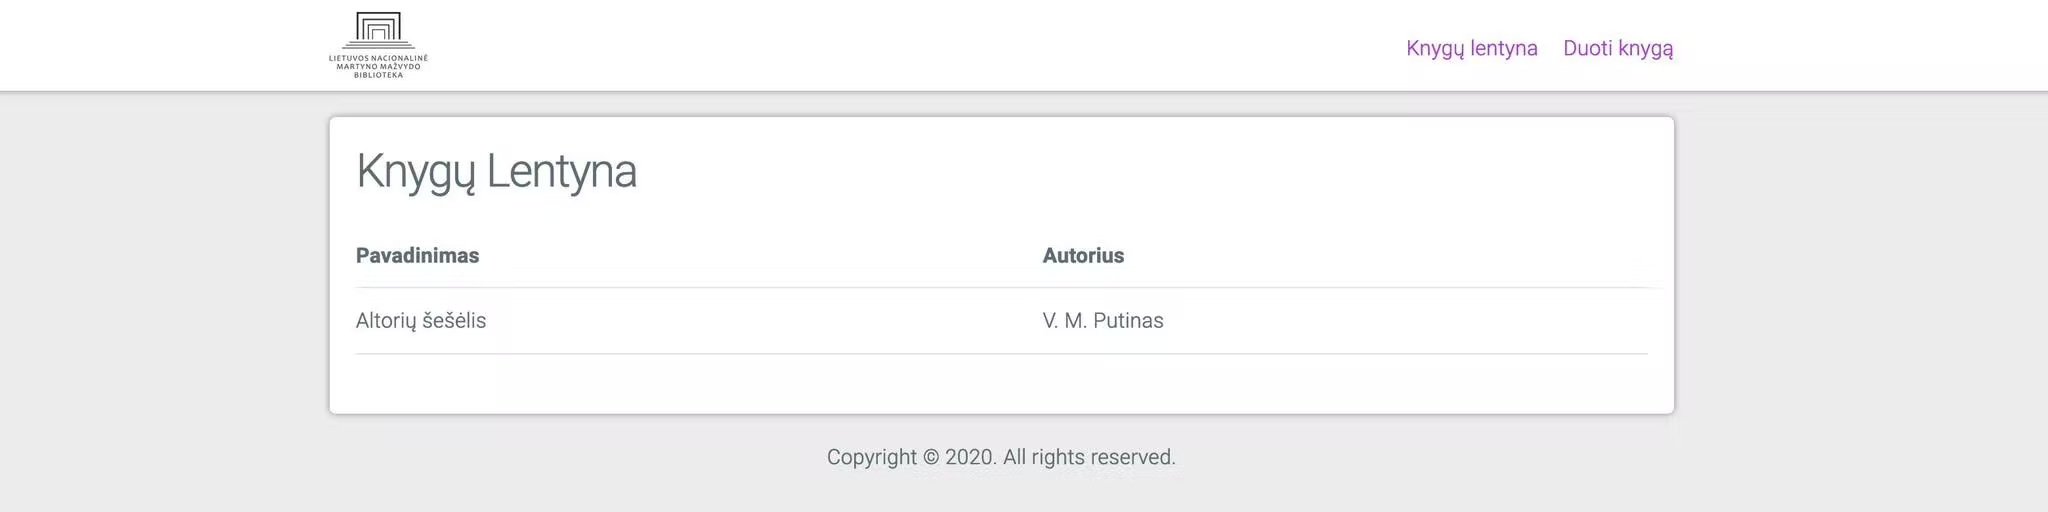 LIETUVOS NACIONALINĖ
MARTYNO MAŽVYDO
BIBLIOTEKA
Knygų lentyna Duoti knygą
Knygų Lentyna
Pavadinimas Autorius
Altorių šešėlis V. M. Putinas
Copyright © 2020. All rights reserved.